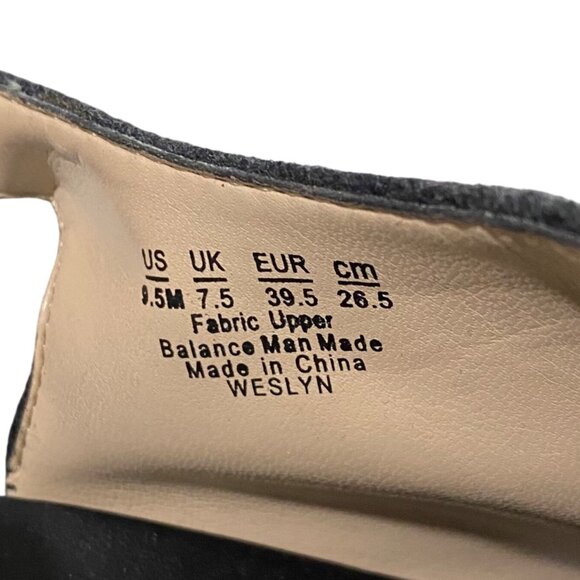 US UK EUR cm
9.5M 7.5 39.5 26.5
Fabric Upper
Balance Man Made
Made in China
WESLYN